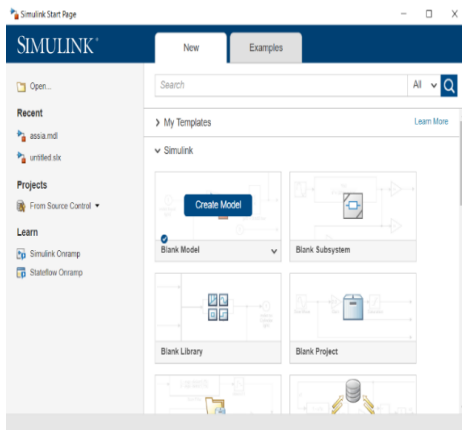 Simulink Start Page
SIMULINK®
New
Examples
Open...
Recent
assia.mdl
untitled.slx
Projects
From Source Control
Learn
Simulink Onramp
Stateflow Onramp
Search
All
My Templates
Learn More
Simulink
Create Model
Blank Model
Blank Subsystem
Blank Library
Blank Project